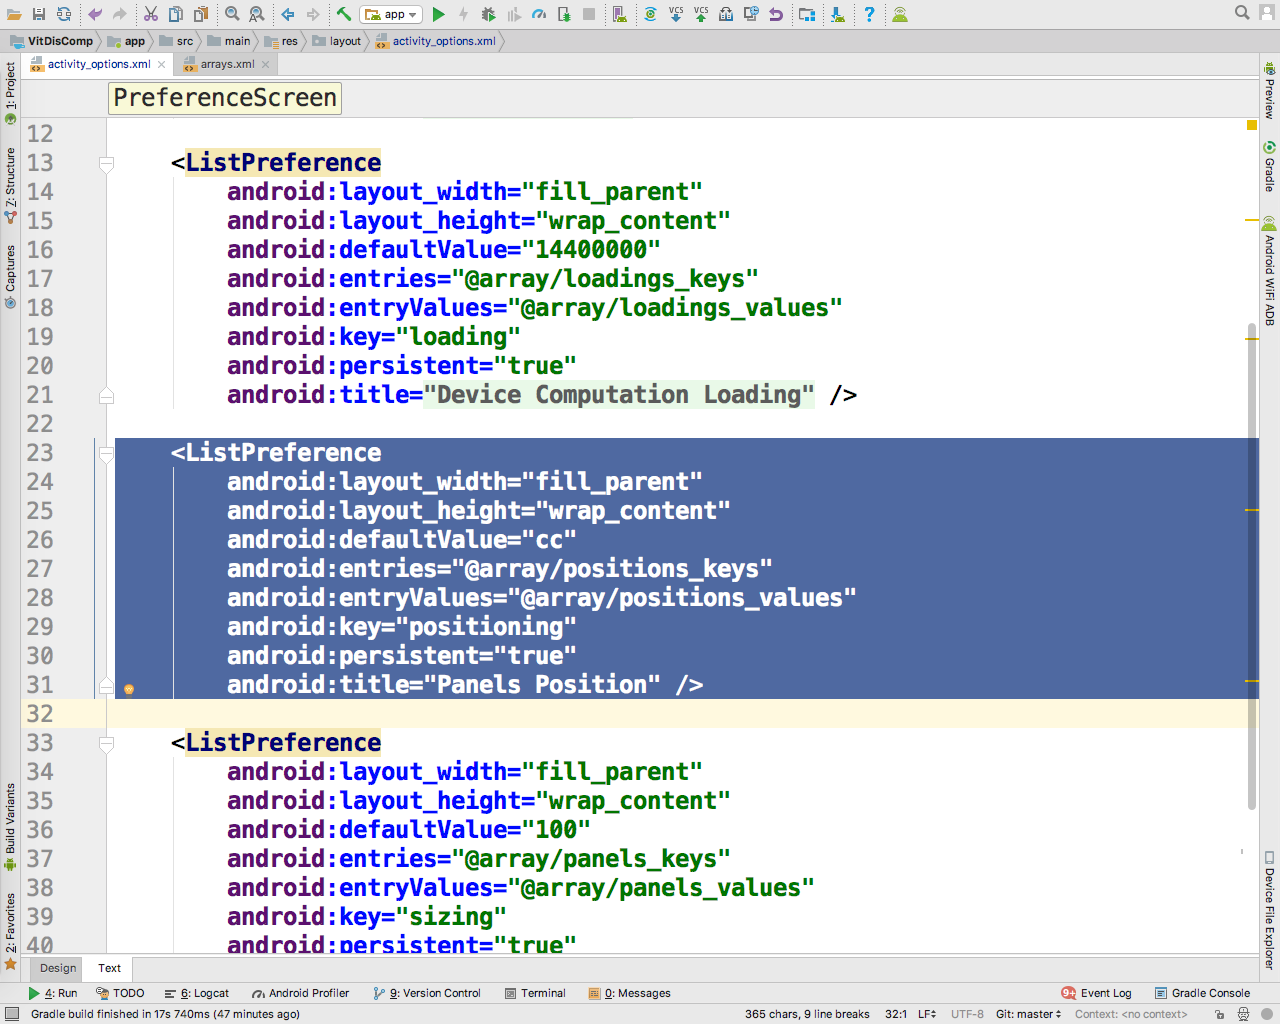 app
VitDisComp app src main res layout activity_options.xml
activity_options.xml arrays.xml
PreferenceScreen
12
13 <ListPreference
14 android:layout_width="fill_parent"
15 android:layout_height="wrap_content"
16 android:defaultValue="14400000"
17 android:entries="@array/loadings_keys"
18 android:entryValues="@array/loadings_values"
19 android:key="loading"
20 android:persistent="true"
21 android:title="Device Computation Loading" />
22
23 <ListPreference
24 android:layout_width="fill_parent"
25 android:layout_height="wrap_content"
26 android:defaultValue="cc"
27 android:entries="@array/positions_keys"
28 android:entryValues="@array/positions_values"
29 android:key="positioning"
30 android:persistent="true"
31 android:title="Panels Position" />
32
33 <ListPreference
34 android:layout_width="fill_parent"
35 android:layout_height="wrap_content"
36 android:defaultValue="100"
37 android:entries="@array/panels_keys"
38 android:entryValues="@array/panels_values"
39 android:key="sizing"
40 android:persistent="true"
1: Project
7: Structure
Captures
Build Variants
2: Favorites
Preview
Gradle
Android WiFi ADB
Device File Explorer
VCS VCS
Design Text
4: Run TODO 6: Logcat Android Profiler 9: Version Control Terminal 0: Messages 9+ Event Log Gradle Console
Gradle build finished in 17s 740ms (47 minutes ago) 365 chars, 9 line breaks 32:1 LF UTF-8 Git: master Context: <no context>